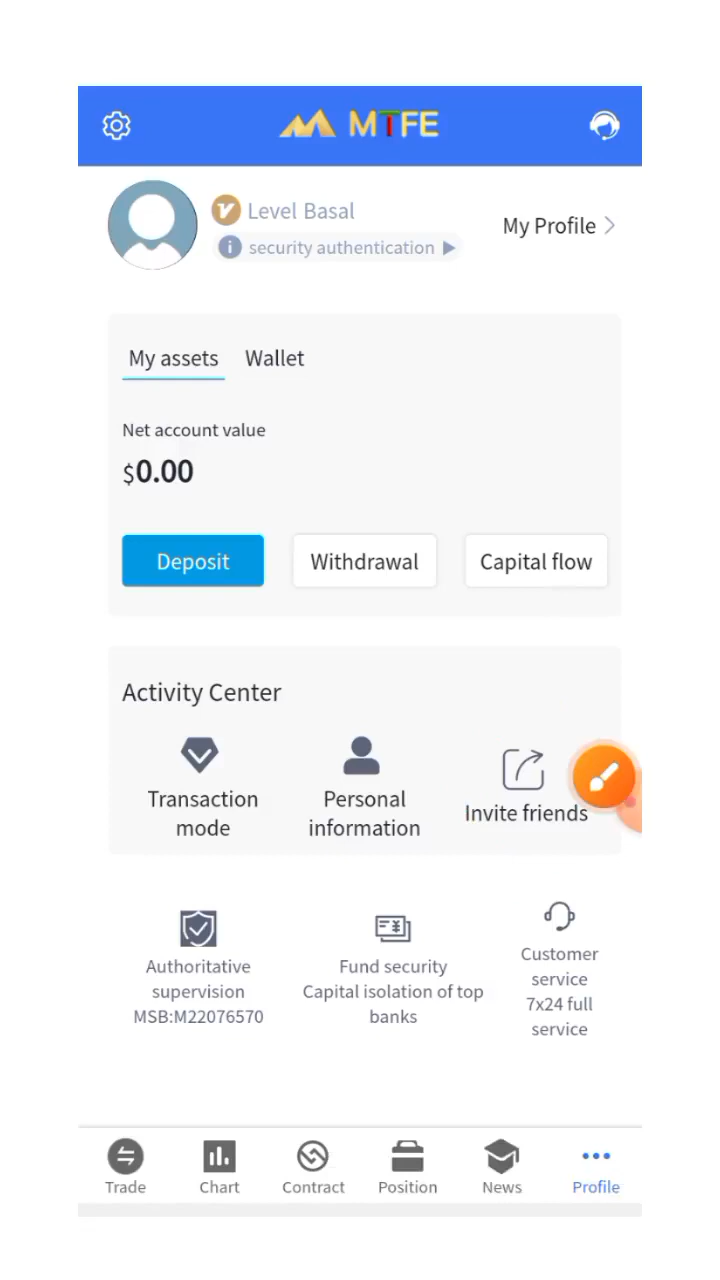 MTFE
Level Basal
security authentication
My Profile
My assets
Wallet
Net account value
$0.00
Deposit
Withdrawal
Capital flow
Activity Center
Transaction
mode
Personal
information
Invite friends
Authoritative
supervision
MSB:M22076570
Fund security
Capital isolation of top
banks
Customer
service
7x24 full
service
Trade
Chart
Contract
Position
News
Profile